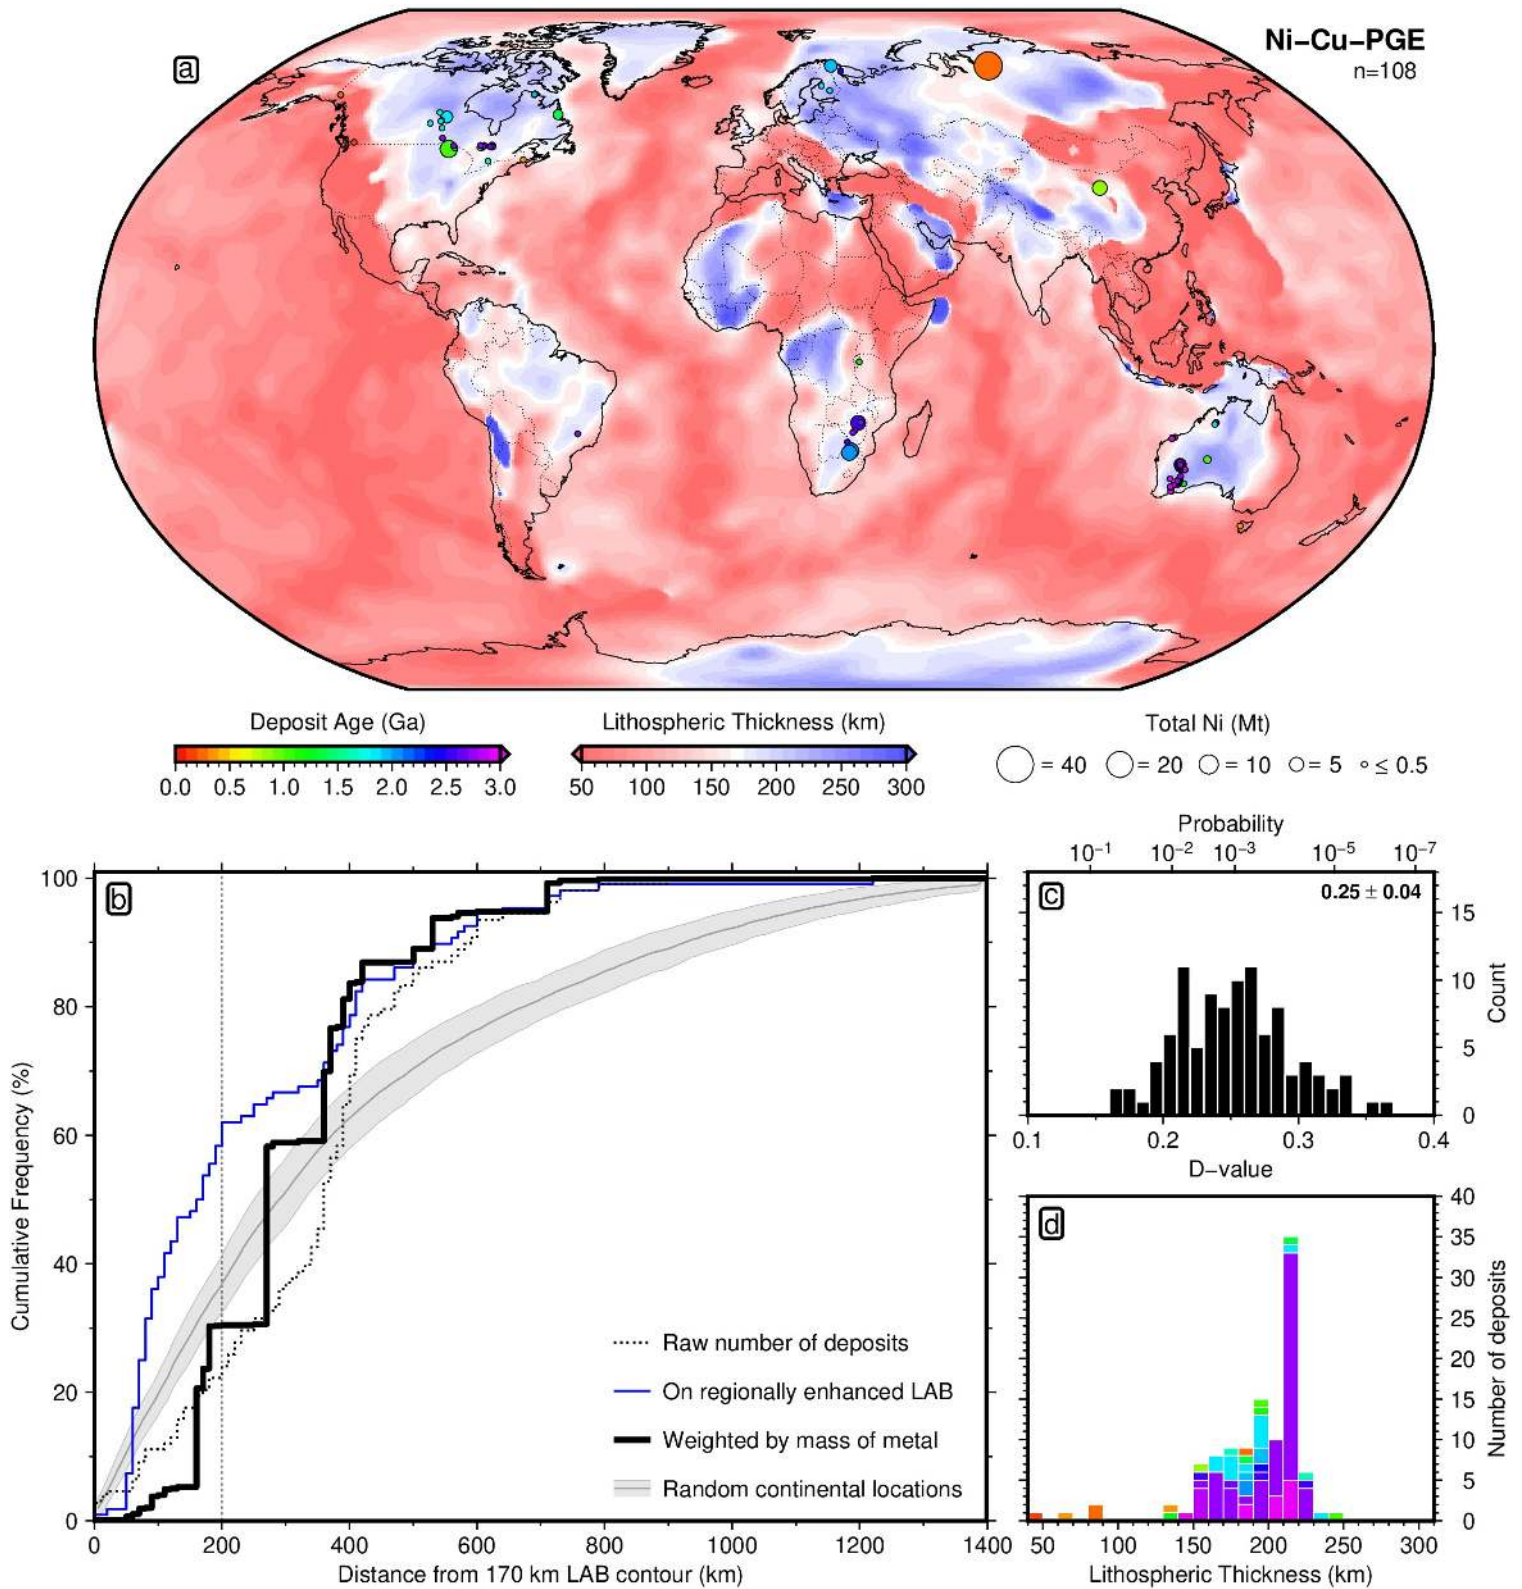 a
Ni–Cu–PGE
n=108
Deposit Age (Ga)
0.0 0.5 1.0 1.5 2.0 2.5 3.0
Lithospheric Thickness (km)
50 100 150 200 250 300
Total Ni (Mt)
= 40 = 20 = 10 = 5 ≤ 0.5
b
Cumulative Frequency (%)
100
80
60
40
20
0
Raw number of deposits
On regionally enhanced LAB
Weighted by mass of metal
Random continental locations
0 200 400 600 800 1000 1200 1400
Distance from 170 km LAB contour (km)
Probability
10−1 10−2 10−3 10−5 10−7
c
0.25 ± 0.04
15
10
5
0
Count
0.1 0.2 0.3 0.4
D−value
d
40
35
30
25
20
15
10
5
0
Number of deposits
50 100 150 200 250 300
Lithospheric Thickness (km)